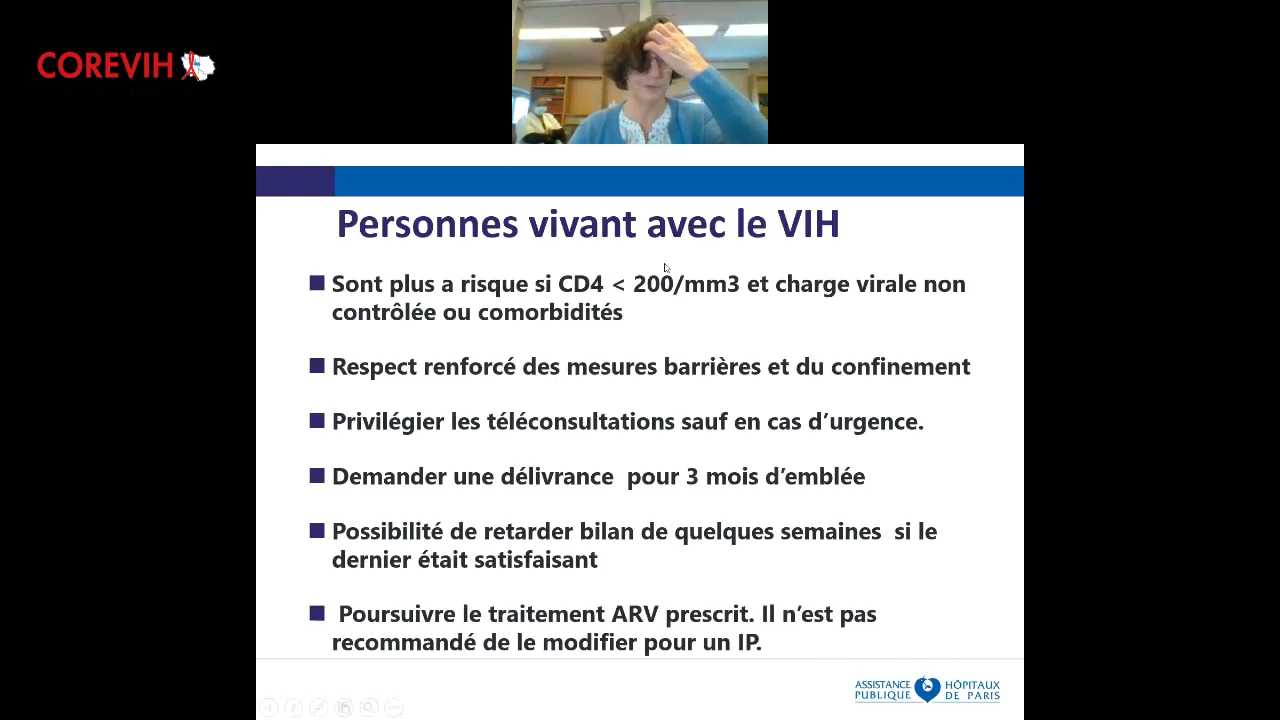 COREVIH
Personnes vivant avec le VIH
Sont plus a risque si CD4 < 200/mm3 et charge virale non
contrôlée ou comorbidités
Respect renforcé des mesures barrières et du confinement
Privilégier les téléconsultations sauf en cas d’urgence.
Demander une délivrance  pour 3 mois d’emblée
Possibilité de retarder bilan de quelques semaines  si le
dernier était satisfaisant
Poursuivre le traitement ARV prescrit. Il n’est pas
recommandé de le modifier pour un IP.
ASSISTANCE HÔPITAUX
PUBLIQUE DE PARIS